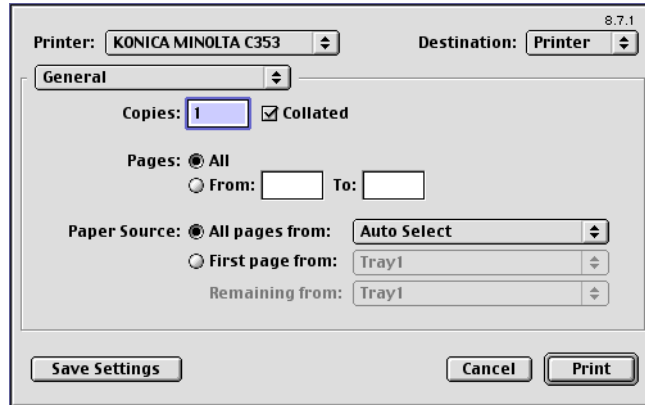 8.7.1
Printer: KONICA MINOLTA C353 Destination: Printer
General
Copies: 1 Collated
Pages: All
From: To:
Paper Source: All pages from: Auto Select
First page from: Tray1
Remaining from: Tray1
Save Settings Cancel Print